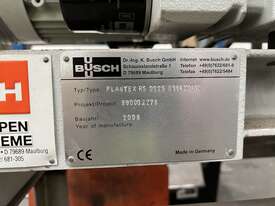 BUSCH
Dr.-Ing. K. Busch GmbH
Schauinslandstraße 1
D 79689 Maulburg
www.busch.de
Telefon +49(0)7622/681-0
Telefax +49(0)7622/5484
Typ/Type: PLANTEX RS
Projekt/Project:
Baujahr: 2008
Year of manufacture
Made in Germany
CH
PEN
EME
D 79689 Maulburg
681-305